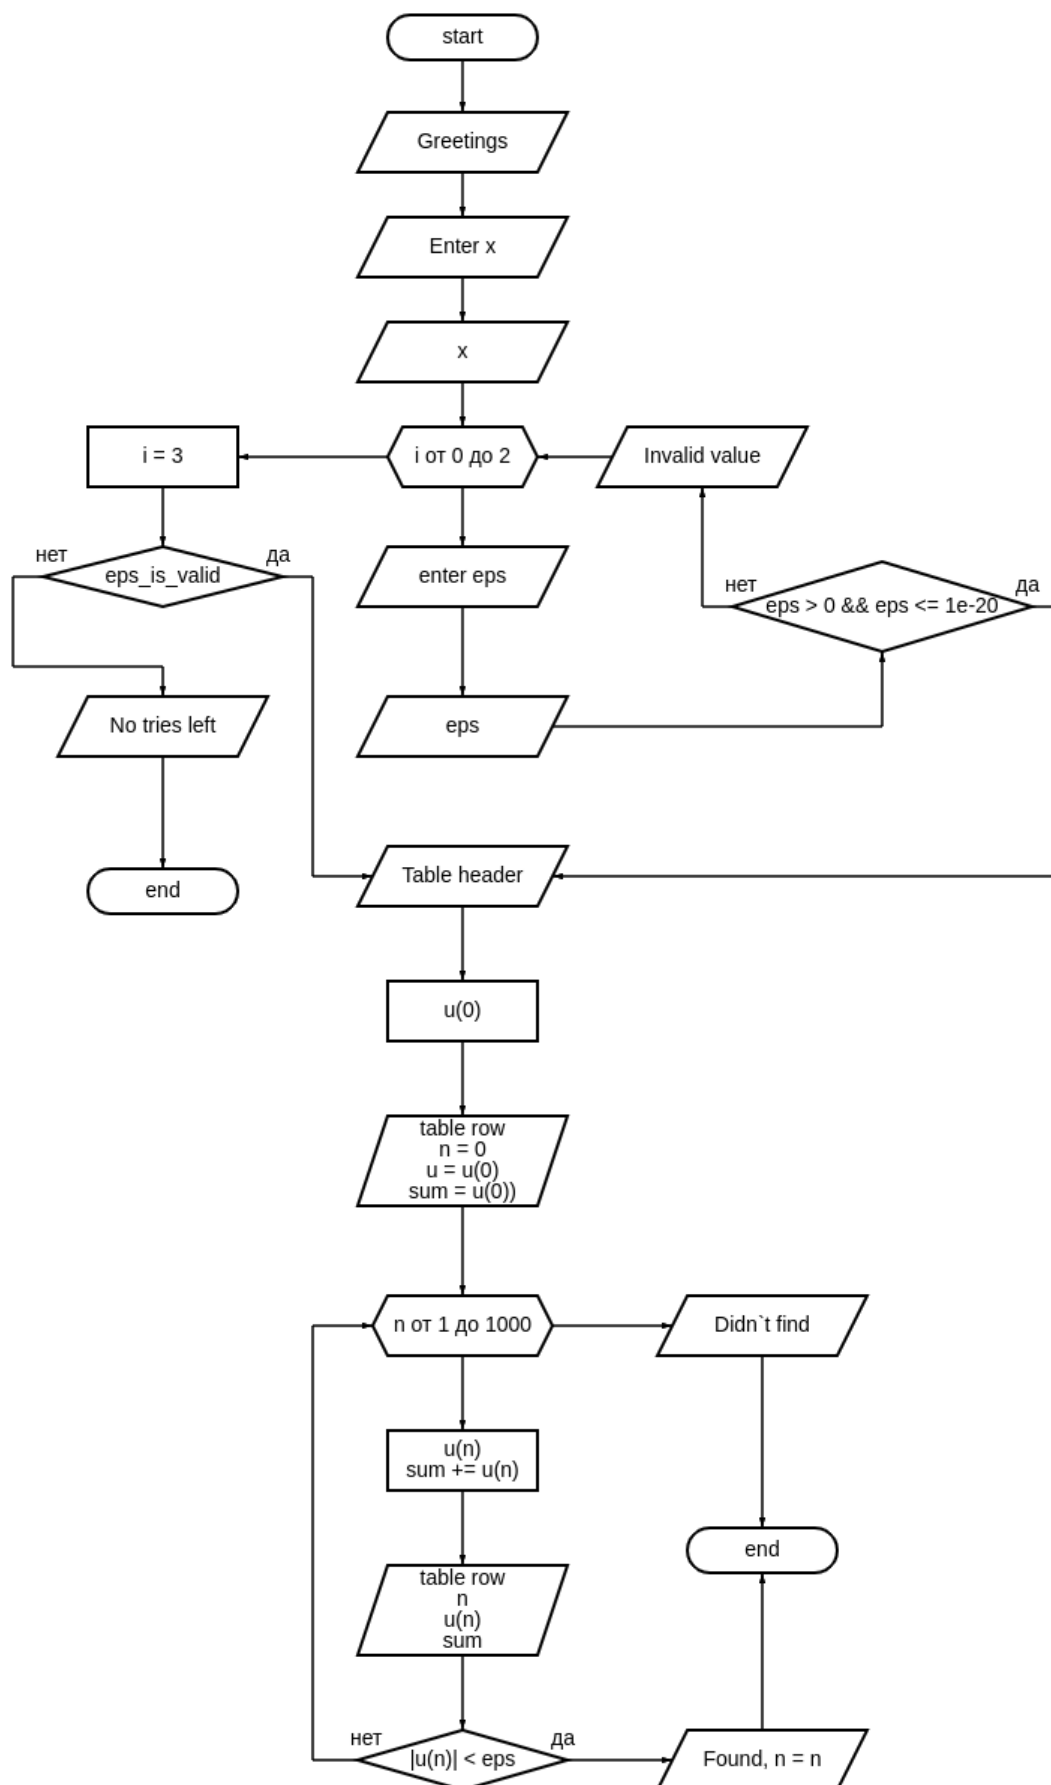 start
Greetings
Enter x
x
i = 3
i от 0 до 2
Invalid value
нет
да
eps_is_valid
enter eps
нет
да
eps > 0 && eps <= 1e-20
No tries left
eps
end
Table header
u(0)
table row
n = 0
u = u(0)
sum = u(0))
n от 1 до 1000
Didn`t find
u(n)
sum += u(n)
end
table row
n
u(n)
sum
нет
да
|u(n)| < eps
Found, n = n